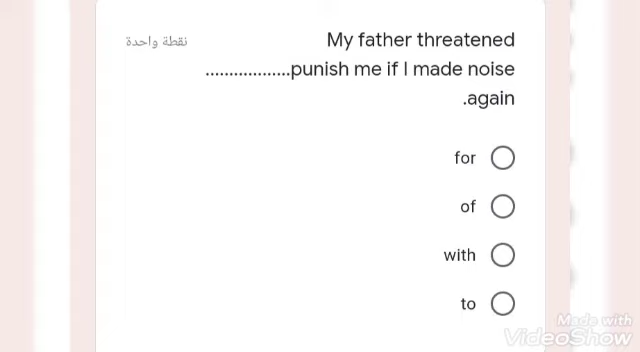 نقطة واحدة
My father threatened
..................punish me if I made noise
.again
for
of
with
to
Made with
VideoShow